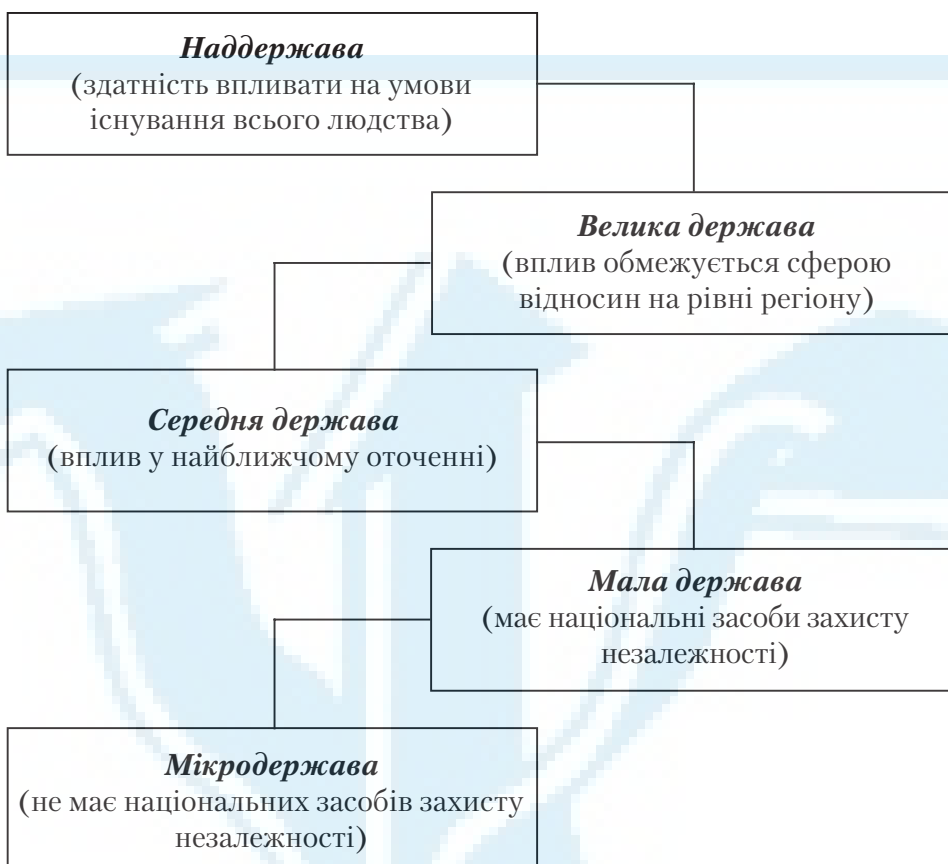 Наддержава
(здатність впливати на умови
існування всього людства)
Велика держава
(вплив обмежується сферою
відносин на рівні регіону)
Середня держава
(вплив у найближчому оточенні)
Мала держава
(має національні засоби захисту
незалежності)
Мікродержава
(не має національних засобів захисту
незалежності)